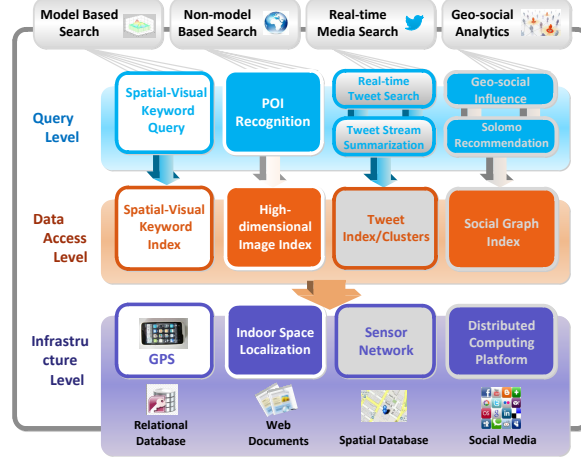 Model Based
Search
Non-model
Based Search
Real-time
Media Search
Geo-social
Analytics
Query
Level
Spatial-Visual
Keyword
Query
POI
Recognition
Real-time
Tweet Search
Tweet Stream
Summarization
Geo-social
Influence
Solomo
Recommendation
Data
Access
Level
Spatial-Visual
Keyword
Index
High-
dimensional
Image Index
Tweet
Index/Clusters
Social Graph
Index
Infrastru
cture
Level
GPS
Indoor Space
Localization
Sensor
Network
Distributed
Computing
Platform
Relational
Database
Web
Documents
Spatial Database
Social Media